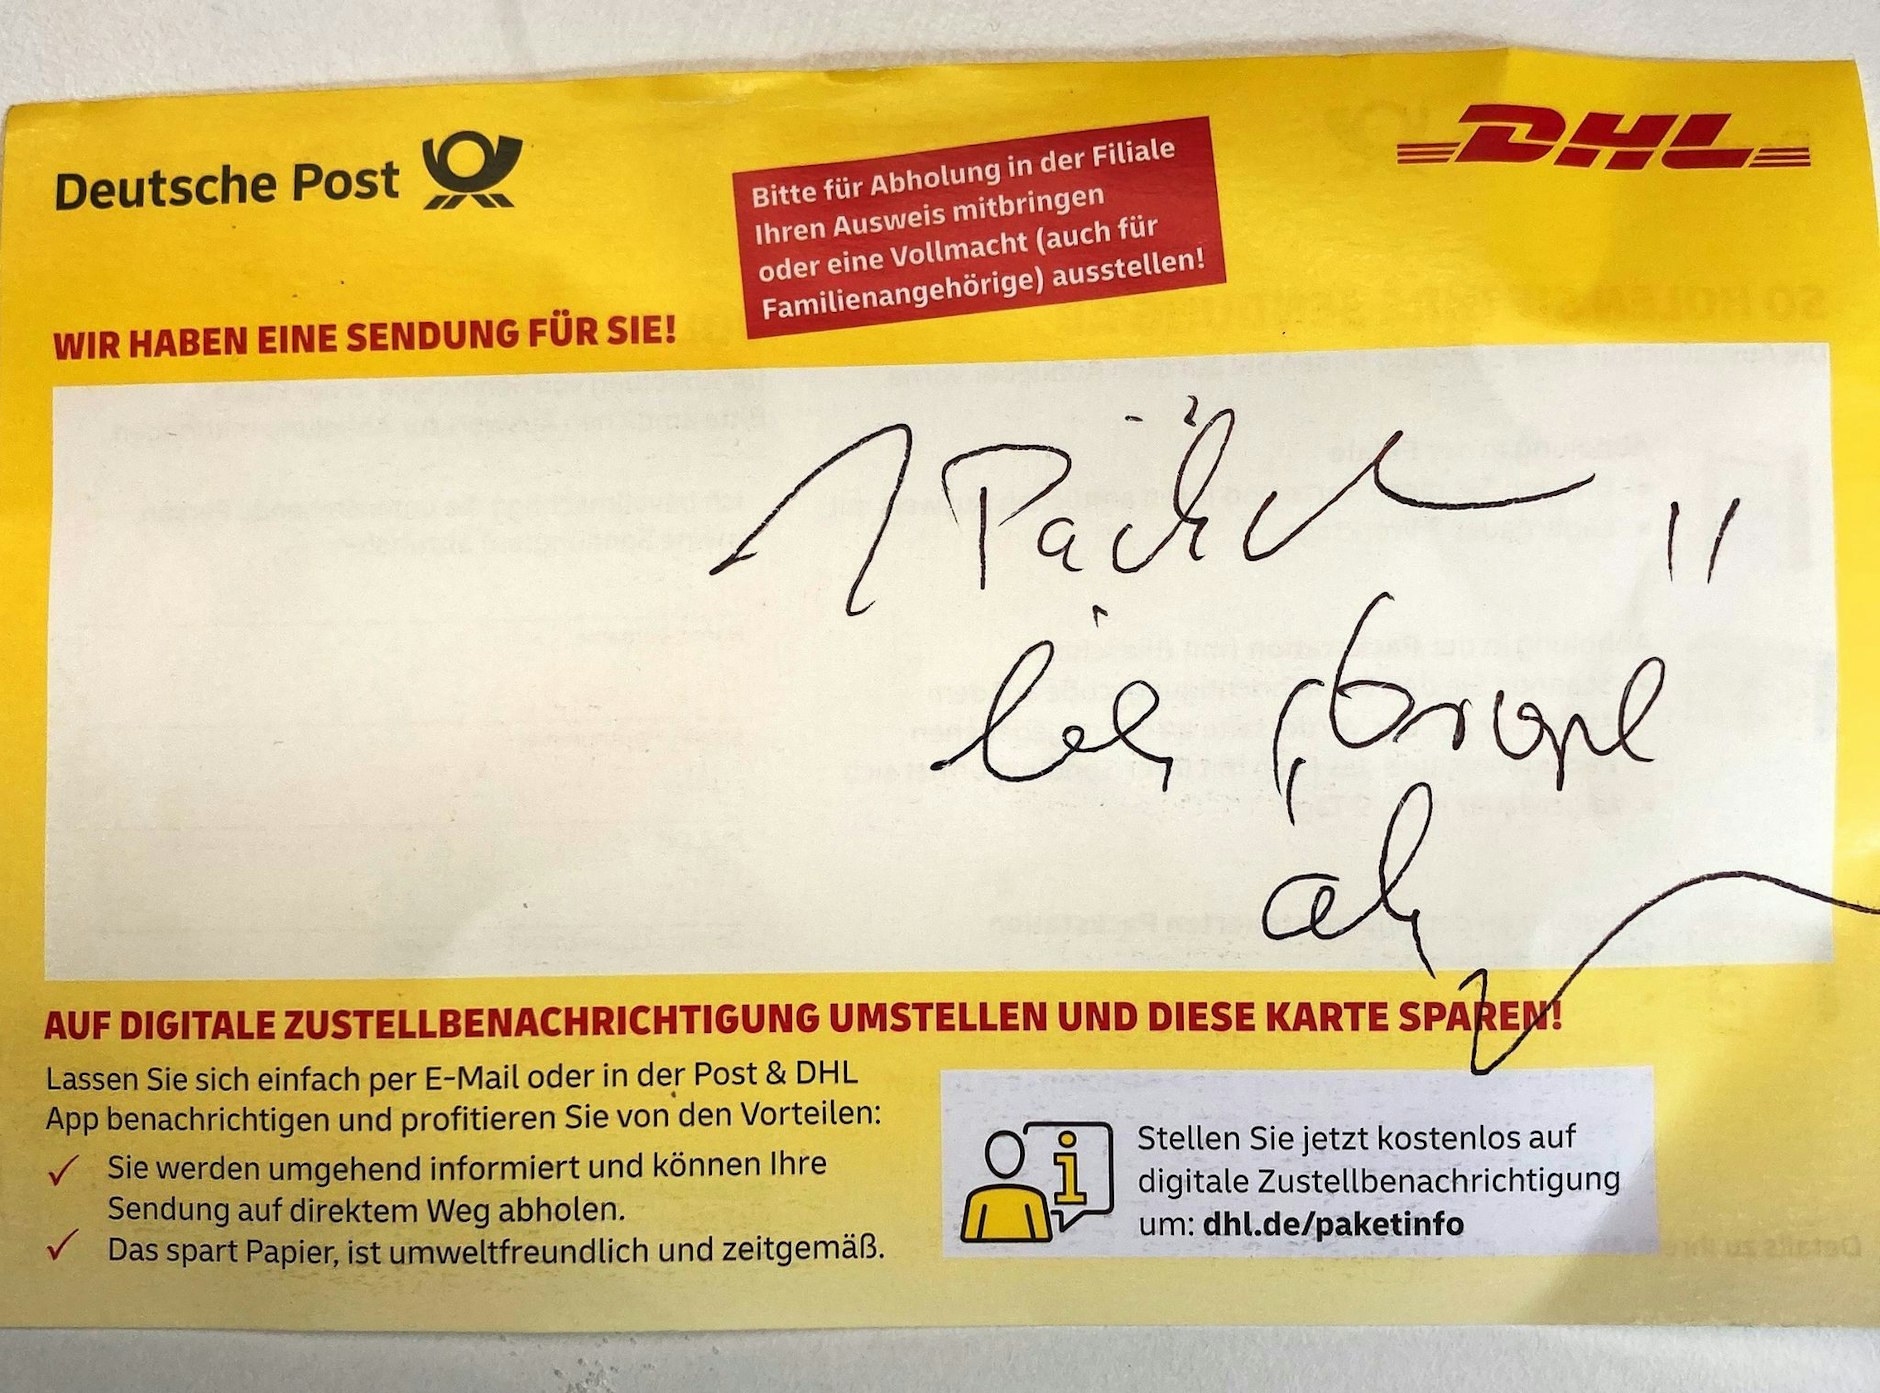 Deutsche Post
DHL
Bitte für Abholung in der Filiale
Ihren Ausweis mitbringen
oder eine Vollmacht (auch für
Familienangehörige) ausstellen!
WIR HABEN EINE SENDUNG FÜR SIE!
1 Päckchen
bei
AUF DIGITALE ZUSTELLBENACHRICHTIGUNG UMSTELLEN UND DIESE KARTE SPAREN!
Lassen Sie sich einfach per E-Mail oder in der Post & DHL
App benachrichtigen und profitieren Sie von den Vorteilen:
✓ Sie werden umgehend informiert und können Ihre
Sendung auf direktem Weg abholen.
✓ Das spart Papier, ist umweltfreundlich und zeitgemäß.
Stellen Sie jetzt kostenlos auf
digitale Zustellbenachrichtigung
um: dhl.de/paketinfo